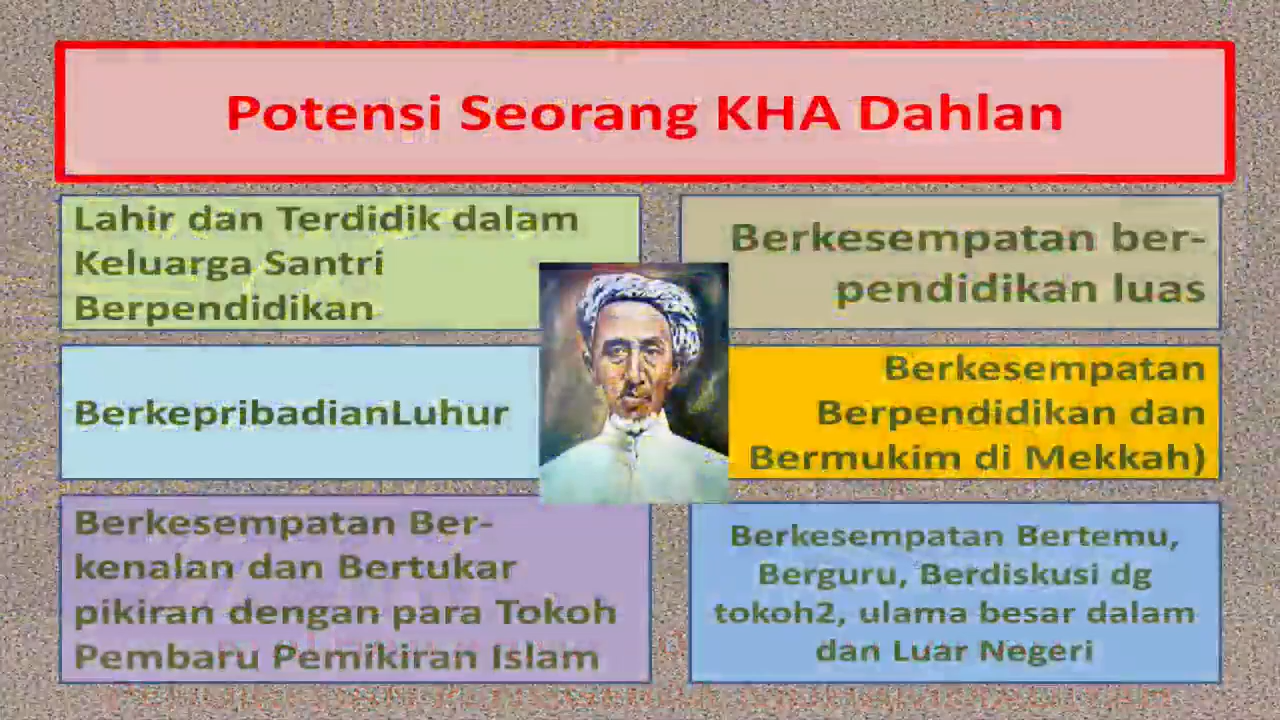 Potensi Seorang KHA Dahlan
Lahir dan Terdidik dalam
Keluarga Santri
Berpendidikan
Berkesempatan ber-
pendidikan luas
BerkepribadianLuhur
Berkesempatan
Berpendidikan dan
Bermukim di Mekkah)
Berkesempatan Ber-
kenalan dan Bertukar
pikiran dengan para Tokoh
Pembaru Pemikiran Islam
Berkesempatan Bertemu,
Berguru, Berdiskusi dg
tokoh2, ulama besar dalam
dan Luar Negeri